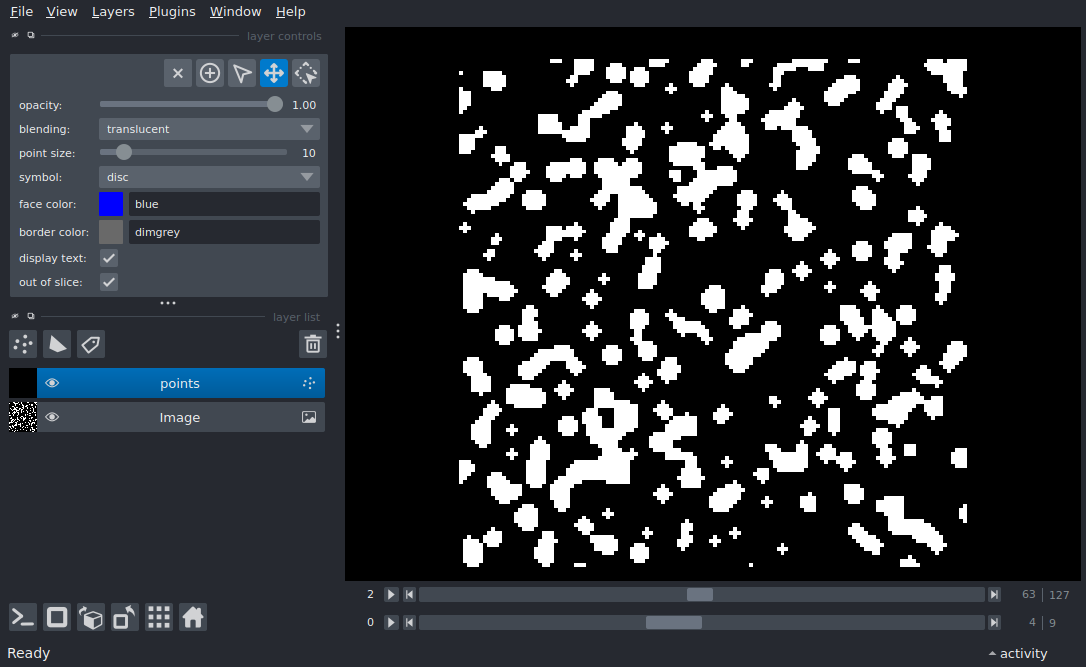 File View Layers Plugins Window Help
layer controls
opacity: 1.00
blending: translucent
point size: 10
symbol: disc
face color: blue
border color: dimgrey
display text:
out of slice:
layer list
points
Image
2 63 127
0 4 9
Ready activity